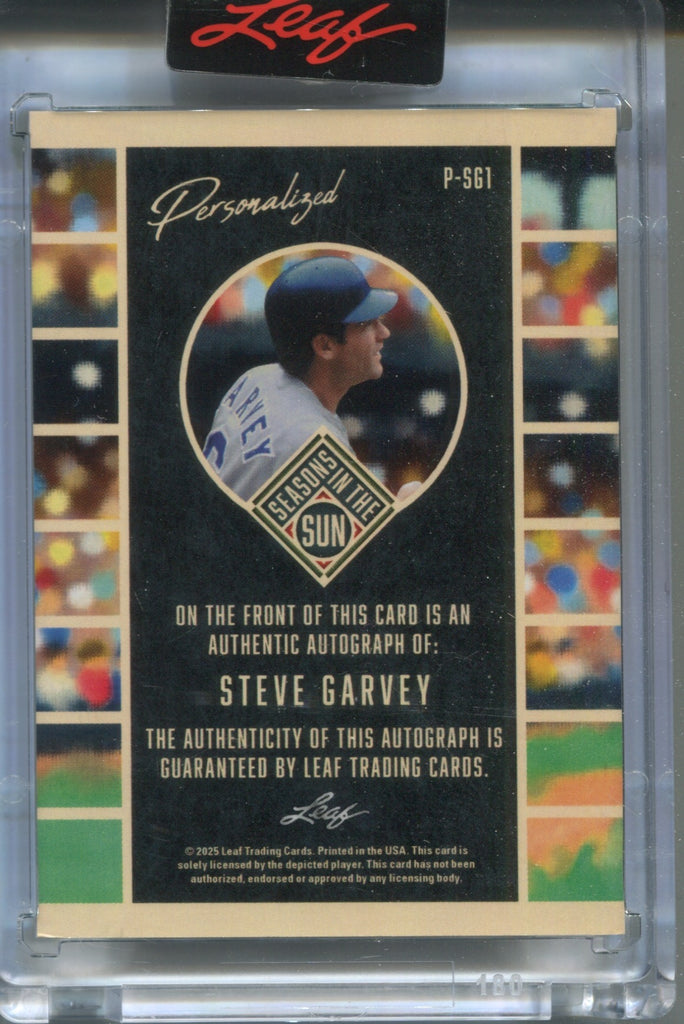 Leaf
Personalized
P-SG1
ARVEY
SEASONS
IN THE
SUN
ON THE FRONT OF THIS CARD IS AN
AUTHENTIC AUTOGRAPH OF:
STEVE GARVEY
THE AUTHENTICITY OF THIS AUTOGRAPH IS
GUARANTEED BY LEAF TRADING CARDS.
Leaf
© 2025 Leaf Trading Cards. Printed in the USA. This card is
solely licensed by the depicted player. This card has not been
authorized, endorsed or approved by any licensing body.
180